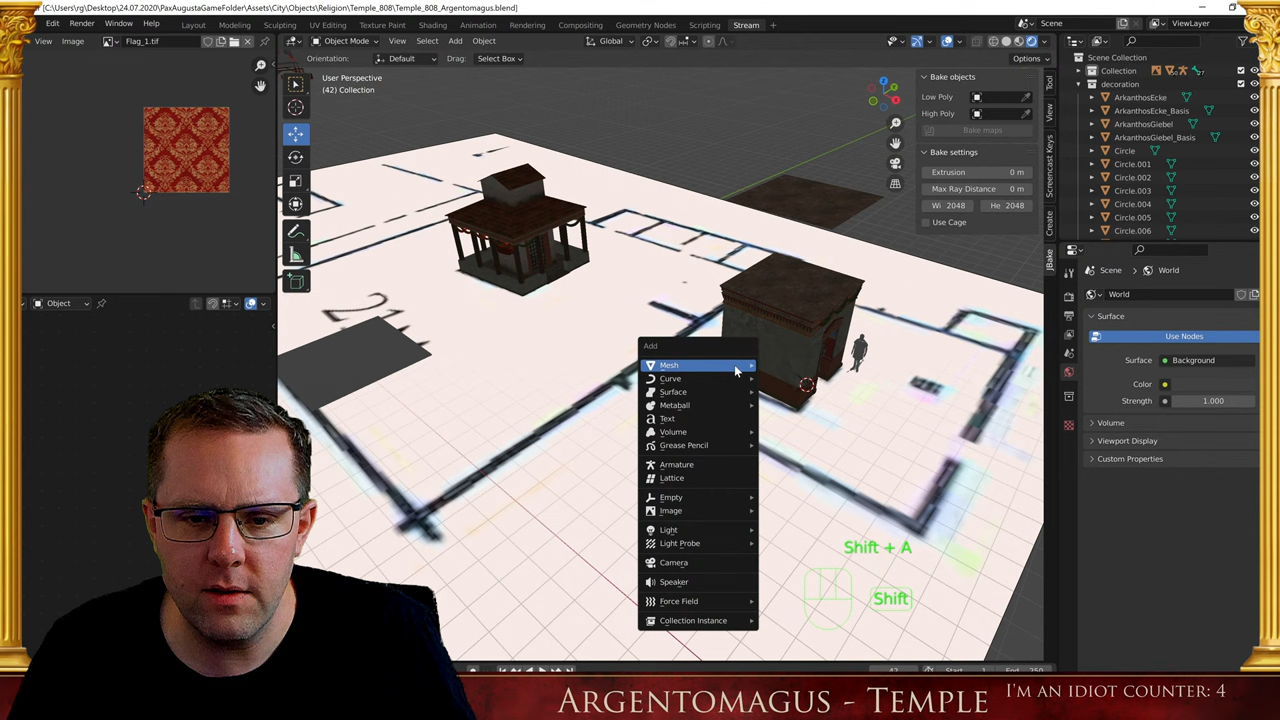 [C:\Users\rg\Desktop\24.07.2020\PaxAugustaGameFolder\Assets\City\Objects\Religion\Temple_808\Temple_808_Argentomagus.blend]
Edit Render Window Help
Layout Modeling Sculpting UV Editing Texture Paint Shading Animation Rendering Compositing Geometry Nodes Scripting Stream
Scene ViewLayer
View Image Flag_1.tif
Object Mode View Select Add Object Global
Orientation: Default Drag: Select Box Options
User Perspective
(42) Collection
Bake objects
Low Poly
High Poly
Bake maps
Bake settings
Extrusion 0 m
Max Ray Distance 0 m
Wi 2048 He 2048
Use Cage
Tool
View
Screencast Keys
Create
JBake
Scene Collection
Collection
decoration
ArkanthosEcke
ArkanthosEcke_Basis
ArkanthosGiebel
ArkanthosGiebel_Basis
Circle
Circle.001
Circle.002
Circle.003
Circle.004
Circle.005
Circle.006
Scene World
World
Surface
Use Nodes
Surface Background
Color
Strength 1.000
Volume
Viewport Display
Custom Properties
Object
Add
Mesh
Curve
Surface
Metaball
Text
Volume
Grease Pencil
Armature
Lattice
Empty
Image
Light
Light Probe
Camera
Speaker
Force Field
Collection Instance
Shift + A
Shift
ARGENTOMAGUS - TEMPLE
I'M AN IDIOT COUNTER: 4